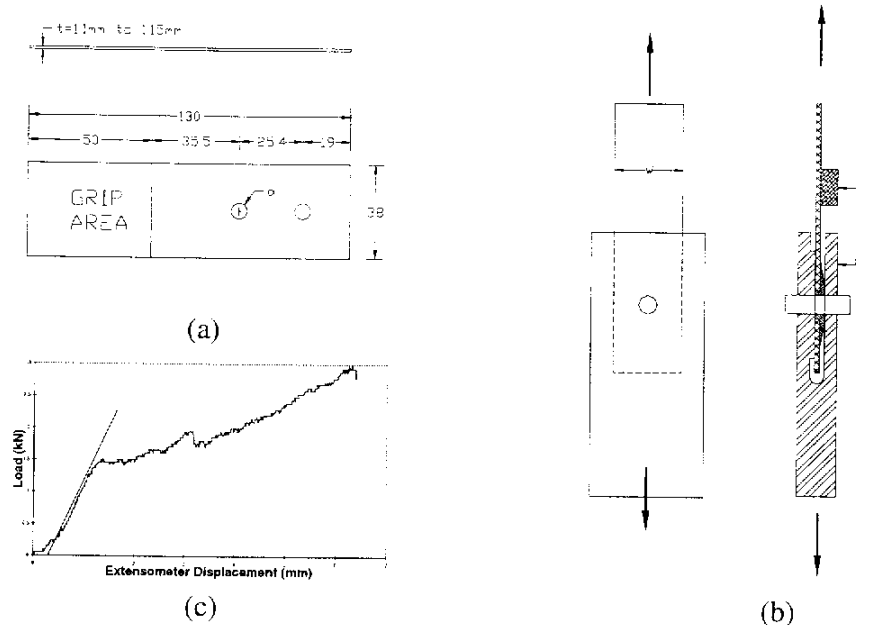 t=11mm to 115mm
130
50 35.5 25.4 19
GRIP
AREA
38
(a)
Load (kN)
Extensometer Displacement (mm)
(c)
w
(b)